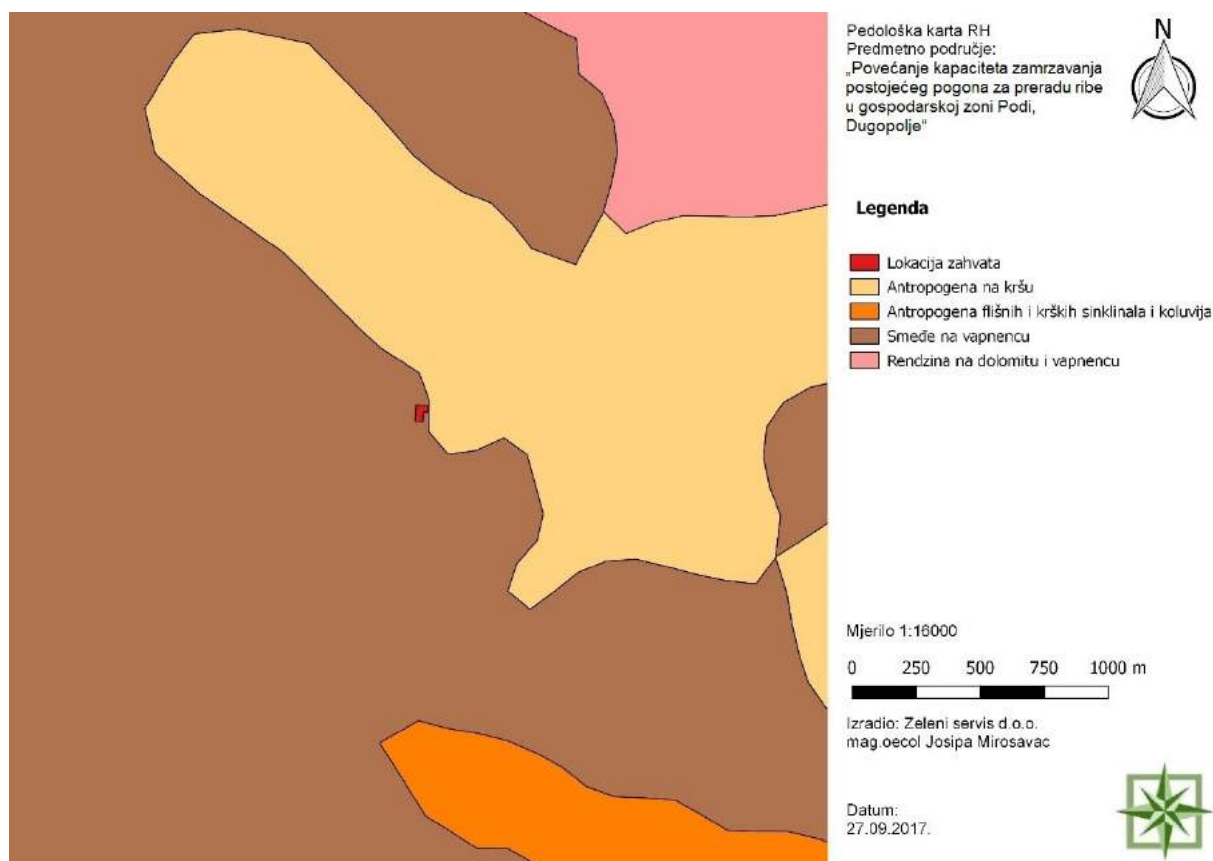 Pedološka karta RH
Predmetno područje:
„Povećanje kapaciteta zamrzavanja
postojećeg pogona za preradu ribe
u gospodarskoj zoni Podi,
Dugopolje“
N
Legenda
Lokacija zahvata
Antropogena na kršu
Antropogena flišnih i krških sinklinala i koluvija
Smeđe na vapnencu
Rendzina na dolomitu i vapnencu
Mjerilo 1:16000
0 250 500 750 1000 m
Izradio: Zeleni servis d.o.o.
mag.oecol Josipa Mirosavac
Datum:
27.09.2017.